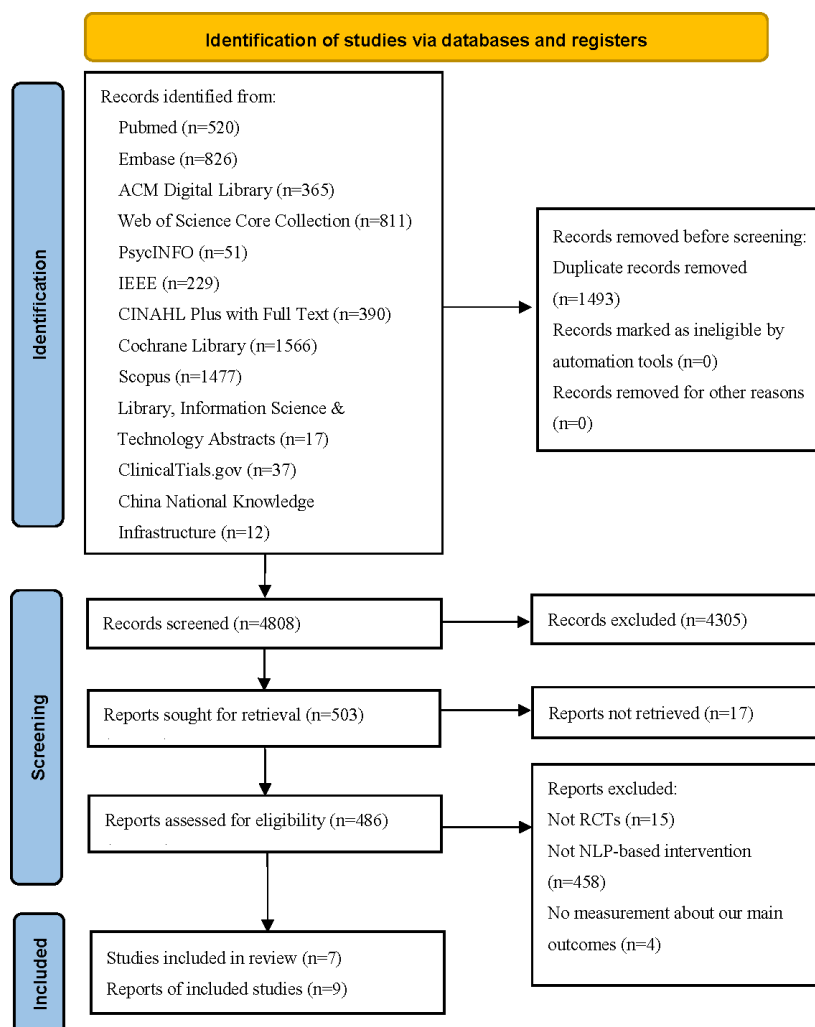 Identification of studies via databases and registers
Identification
Records identified from:
Pubmed (n=520)
Embase (n=826)
ACM Digital Library (n=365)
Web of Science Core Collection (n=811)
PsycINFO (n=51)
IEEE (n=229)
CINAHL Plus with Full Text (n=390)
Cochrane Library (n=1566)
Scopus (n=1477)
Library, Information Science &
Technology Abstracts (n=17)
ClinicalTials.gov (n=37)
China National Knowledge
Infrastructure (n=12)
Records removed before screening:
Duplicate records removed
(n=1493)
Records marked as ineligible by
automation tools (n=0)
Records removed for other reasons
(n=0)
Screening
Records screened (n=4808)
Records excluded (n=4305)
Reports sought for retrieval (n=503)
Reports not retrieved (n=17)
Reports assessed for eligibility (n=486)
Reports excluded:
Not RCTs (n=15)
Not NLP-based intervention
(n=458)
No measurement about our main
outcomes (n=4)
Included
Studies included in review (n=7)
Reports of included studies (n=9)